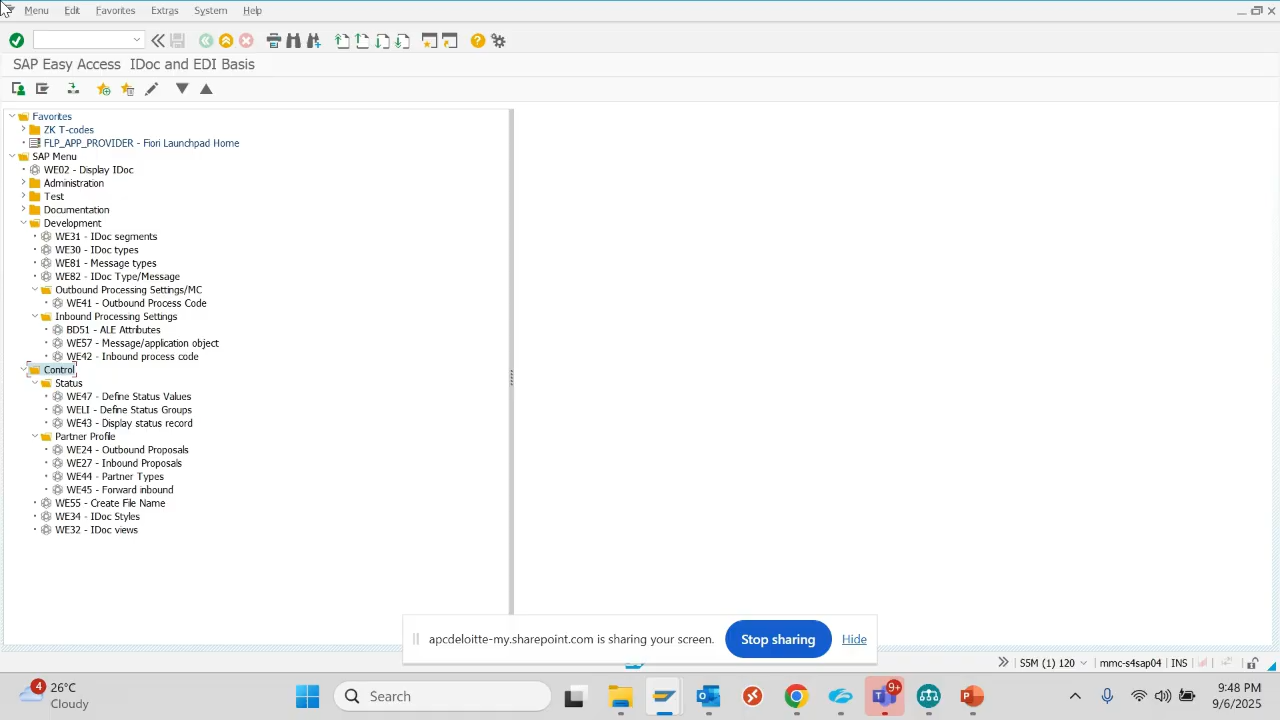 Menu Edit Favorites Extras System Help
SAP Easy Access IDoc and EDI Basis
Favorites
ZK T-codes
FLP_APP_PROVIDER - Fiori Launchpad Home
SAP Menu
WE02 - Display IDoc
Administration
Test
Documentation
Development
WE31 - IDoc segments
WE30 - IDoc types
WE81 - Message types
WE82 - IDoc Type/Message
Outbound Processing Settings/MC
WE41 - Outbound Process Code
Inbound Processing Settings
BD51 - ALE Attributes
WE57 - Message/application object
WE42 - Inbound process code
Control
Status
WE47 - Define Status Values
WELI - Define Status Groups
WE43 - Display status record
Partner Profile
WE24 - Outbound Proposals
WE27 - Inbound Proposals
WE44 - Partner Types
WE45 - Forward inbound
WE55 - Create File Name
WE34 - IDoc Styles
WE32 - IDoc views
apcdeloitte-my.sharepoint.com is sharing your screen. Stop sharing Hide
S5M (1) 120 mmc-s4sap04 INS
4 26°C
Cloudy
Search
9+
9:48 PM
9/6/2025